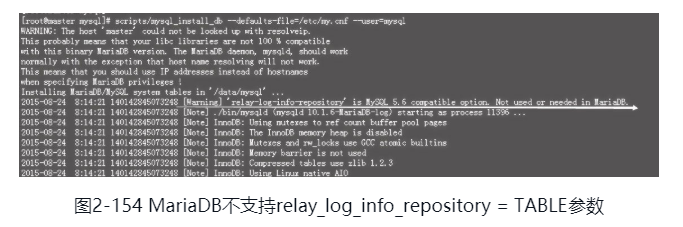 [root@master mysql]# scripts/mysql_install_db --defaults-file=/etc/my.cnf --user=mysql
WARNING: The host 'master' could not be looked up with resolveip.
This probably means that your libc libraries are not 100 % compatible
with this binary MariaDB version. The MariaDB daemon, mysqld, should work
normally with the exception that host name resolving will not work.
This means that you should use IP addresses instead of hostnames
when specifying MariaDB privileges !
Installing MariaDB/MySQL system tables in '/data/mysql' ...
2015-08-24 8:14:21 140142845073248 [Warning] 'relay-log-info-repository' is MySQL 5.6 compatible option. Not used or needed in MariaDB.
2015-08-24 8:14:21 140142845073248 [Note] ./bin/mysqld (mysqld 10.1.6-MariaDB-log) starting as process 11396 ...
2015-08-24 8:14:21 140142845073248 [Note] InnoDB: Using mutexes to ref count buffer pool pages
2015-08-24 8:14:21 140142845073248 [Note] InnoDB: The InnoDB memory heap is disabled
2015-08-24 8:14:21 140142845073248 [Note] InnoDB: Mutexes and rw_locks use GCC atomic builtins
2015-08-24 8:14:21 140142845073248 [Note] InnoDB: Memory barrier is not used
2015-08-24 8:14:21 140142845073248 [Note] InnoDB: Compressed tables use zlib 1.2.3
2015-08-24 8:14:21 140142845073248 [Note] InnoDB: Using Linux native AIO
图2-154 MariaDB不支持relay_log_info_repository = TABLE参数